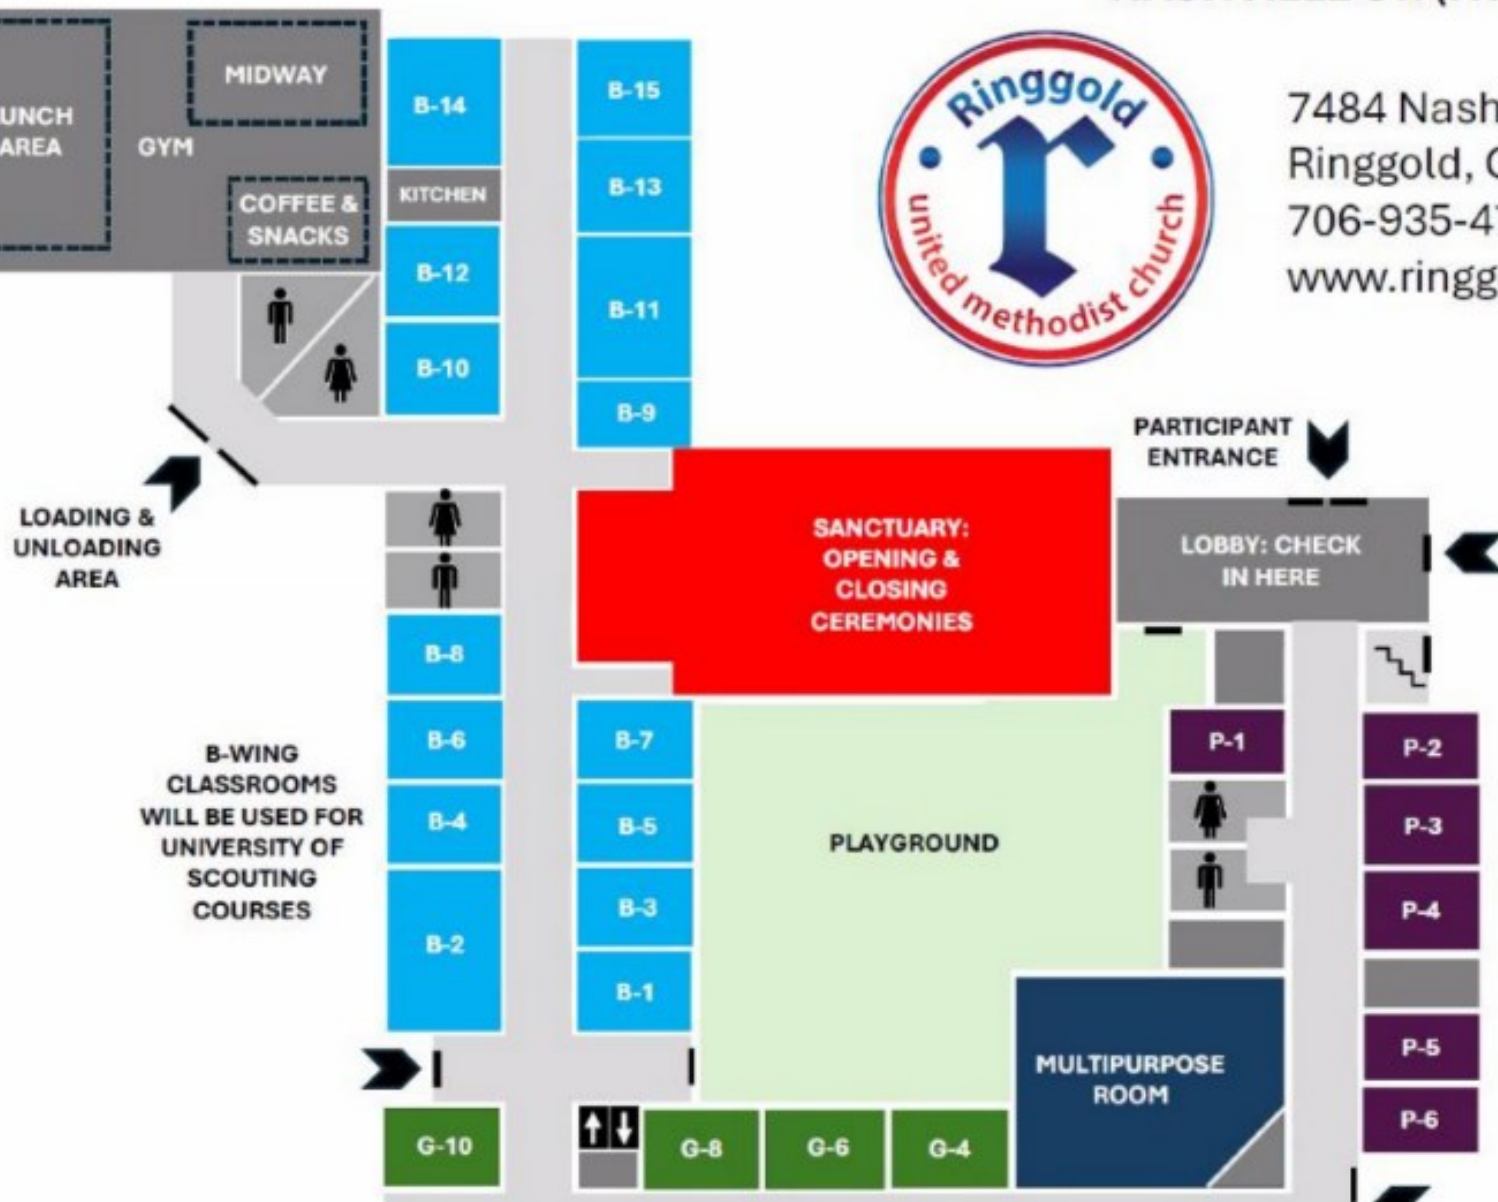 MIDWAY
UNCH
AREA
GYM
COFFEE &
SNACKS
B-14
KITCHEN
B-12
B-10
B-15
B-13
B-11
B-9
Ringgold
r
united methodist church
7484 Nash
Ringgold,
706-935-4
www.ringg
PARTICIPANT
ENTRANCE
LOADING &
UNLOADING
AREA
SANCTUARY:
OPENING &
CLOSING
CEREMONIES
LOBBY: CHECK
IN HERE
B-8
B-6
B-4
B-2
B-7
B-5
B-3
B-1
B-WING
CLASSROOMS
WILL BE USED FOR
UNIVERSITY OF
SCOUTING
COURSES
PLAYGROUND
P-1
P-2
P-3
P-4
P-5
P-6
MULTIPURPOSE
ROOM
G-10
G-8
G-6
G-4